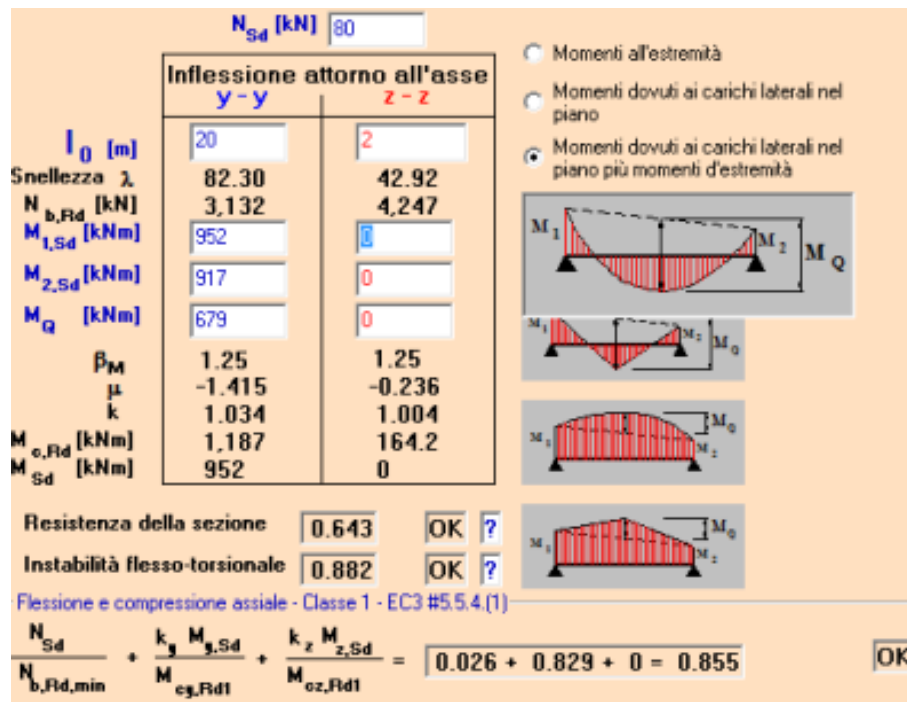 N Sd [kN] 80
Inflessione attorno all'asse
y - y z - z
l 0 [m] 20 2
Snellezza λ 82.30 42.92
N b,Rd [kN] 3,132 4,247
M 1,Sd [kNm] 952 0
M 2,Sd [kNm] 917 0
M Q [kNm] 679 0
β M 1.25 1.25
μ -1.415 -0.236
k 1.034 1.004
M c,Rd [kNm] 1,187 164.2
M Sd [kNm] 952 0
Resistenza della sezione 0.643 OK ?
Instabilità flesso-torsionale 0.882 OK ?
Momenti all'estremità
Momenti dovuti ai carichi laterali nel
piano
Momenti dovuti ai carichi laterali nel
piano più momenti d'estremità
M 1 M 2 M Q
M 1 M 2 M Q
M 1 M 2 M Q
M 1 M 2 M Q
Flessione e compressione assiale - Classe 1 - EC3 #5.5.4.(1)
N Sd k y M y,Sd k z M z,Sd
+ + = 0.026 + 0.829 + 0 = 0.855 OK
N b,Rd,min M cy,Rd1 M cz,Rd1